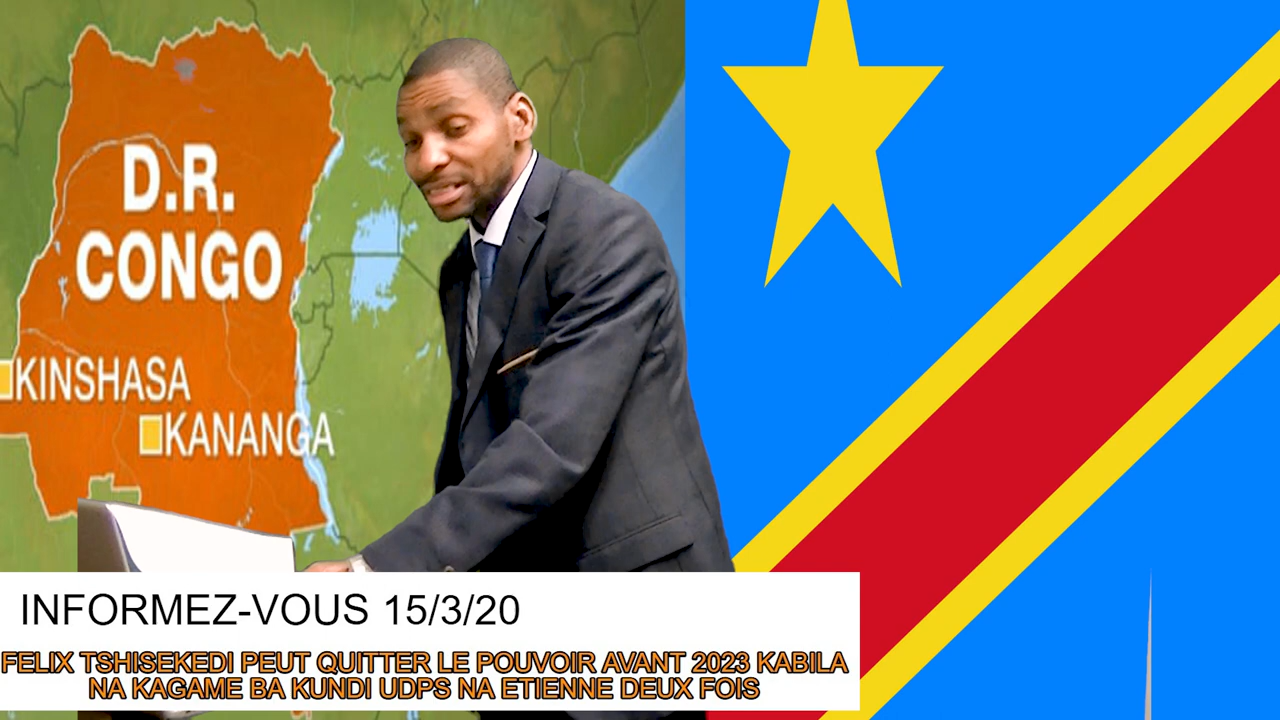 D.R.
CONGO
KINSHASA
KANANGA
INFORMEZ-VOUS 15/3/20
FELIX TSHISEKEDI PEUT QUITTER LE POUVOIR AVANT 2023 KABILA
NA KAGAME BA KUNDI UDPS NA ETIENNE DEUX FOIS